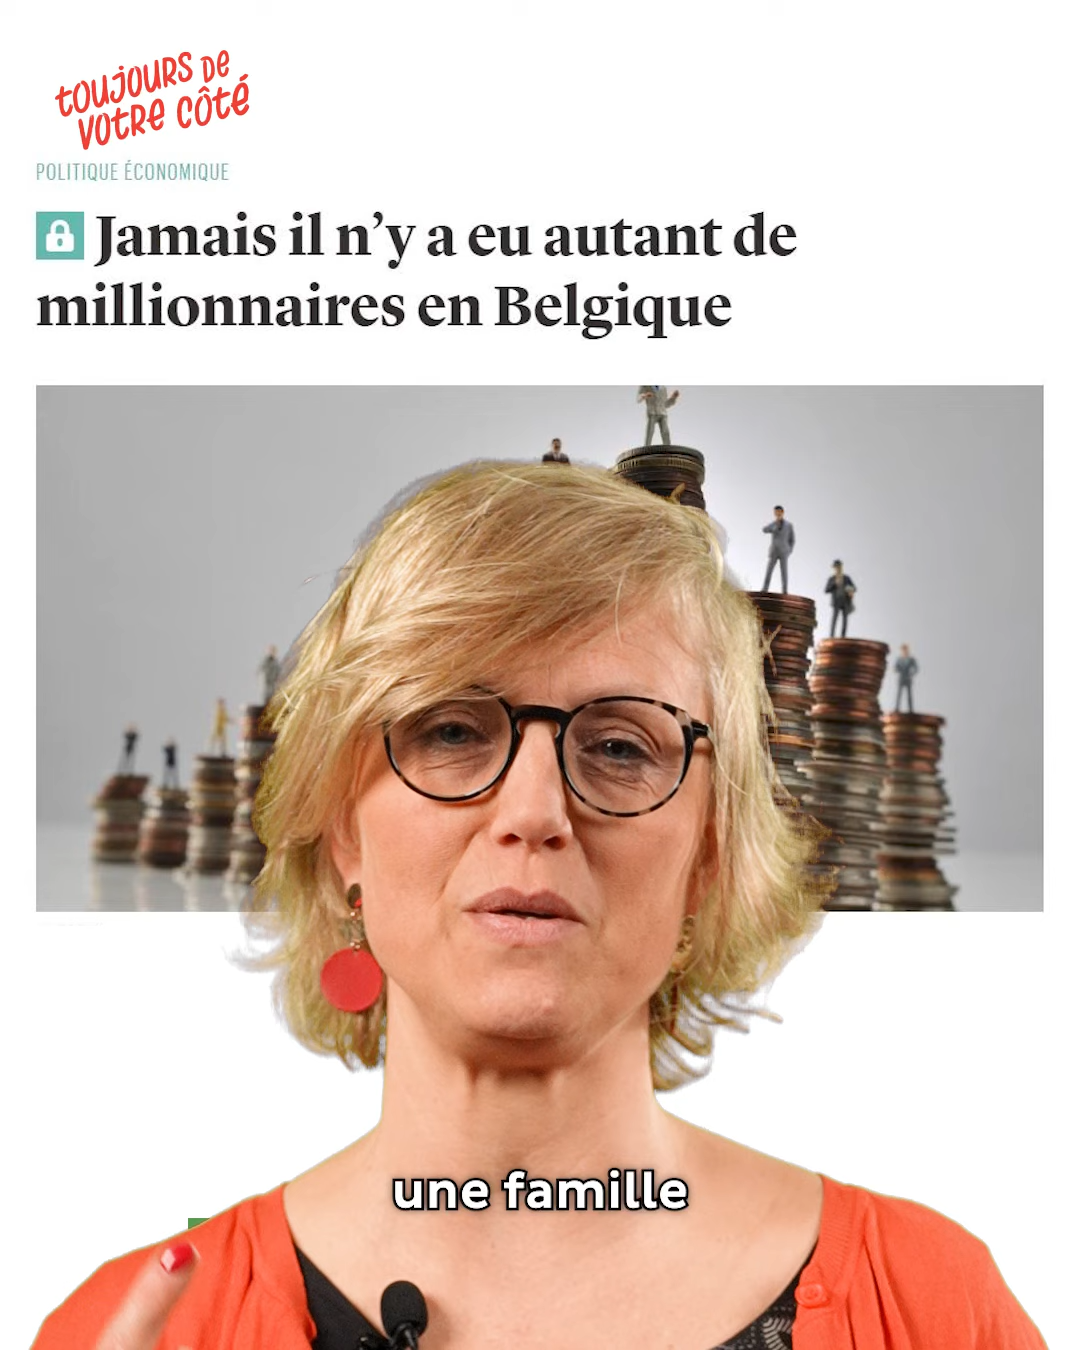 toujours de
votre côté
POLITIQUE ÉCONOMIQUE
Jamais il n’y a eu autant de
millionnaires en Belgique
une famille